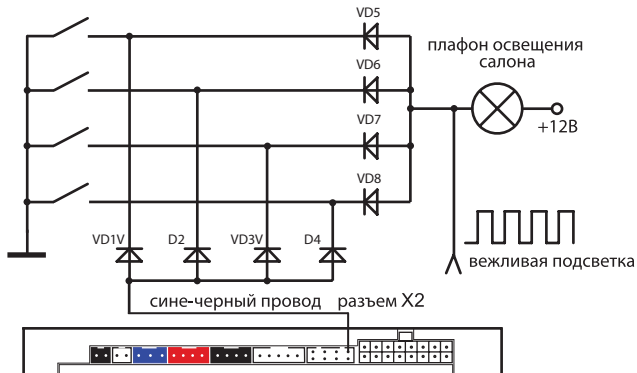 VD5
плафон освещения
салона
VD6
+12В
VD7
VD8
VD1V
D2
VD3V
D4
вежливая подсветка
сине-черный провод разъем X2